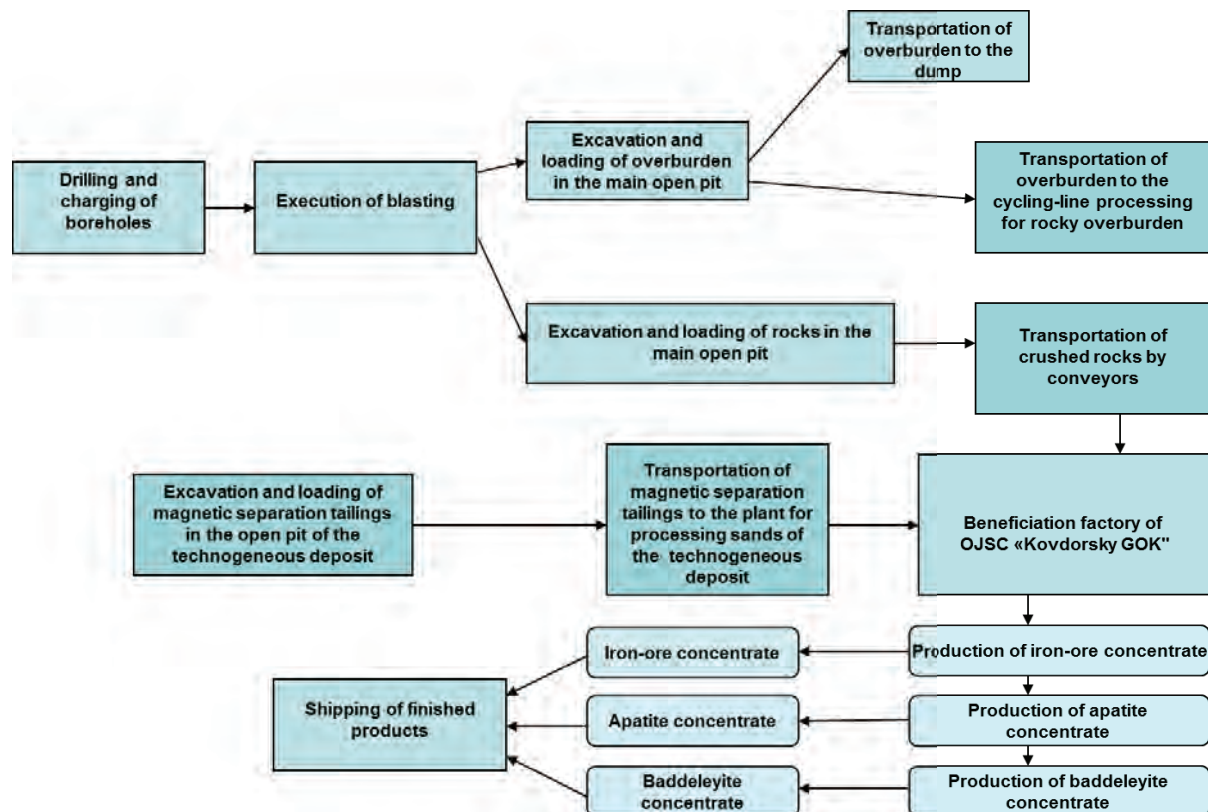 Transportation of
overburden to the
dump
Excavation and
loading of overburden
in the main open pit
Drilling and
charging of
boreholes
Execution of blasting
Transportation of
overburden to the
cycling-line processing
for rocky overburden
Excavation and loading of rocks in the
main open pit
Transportation of
crushed rocks by
conveyors
Excavation and loading of
magnetic separation tailings
in the open pit of the
technogeneous deposit
Transportation of
magnetic separation
tailings to the plant for
processing sands of
the technogeneous
deposit
Beneficiation factory of
OJSC «Kovdorsky GOK"
Iron-ore concentrate
Production of iron-ore concentrate
Shipping of finished
products
Apatite concentrate
Production of apatite
concentrate
Baddeleyite
concentrate
Production of baddeleyite
concentrate